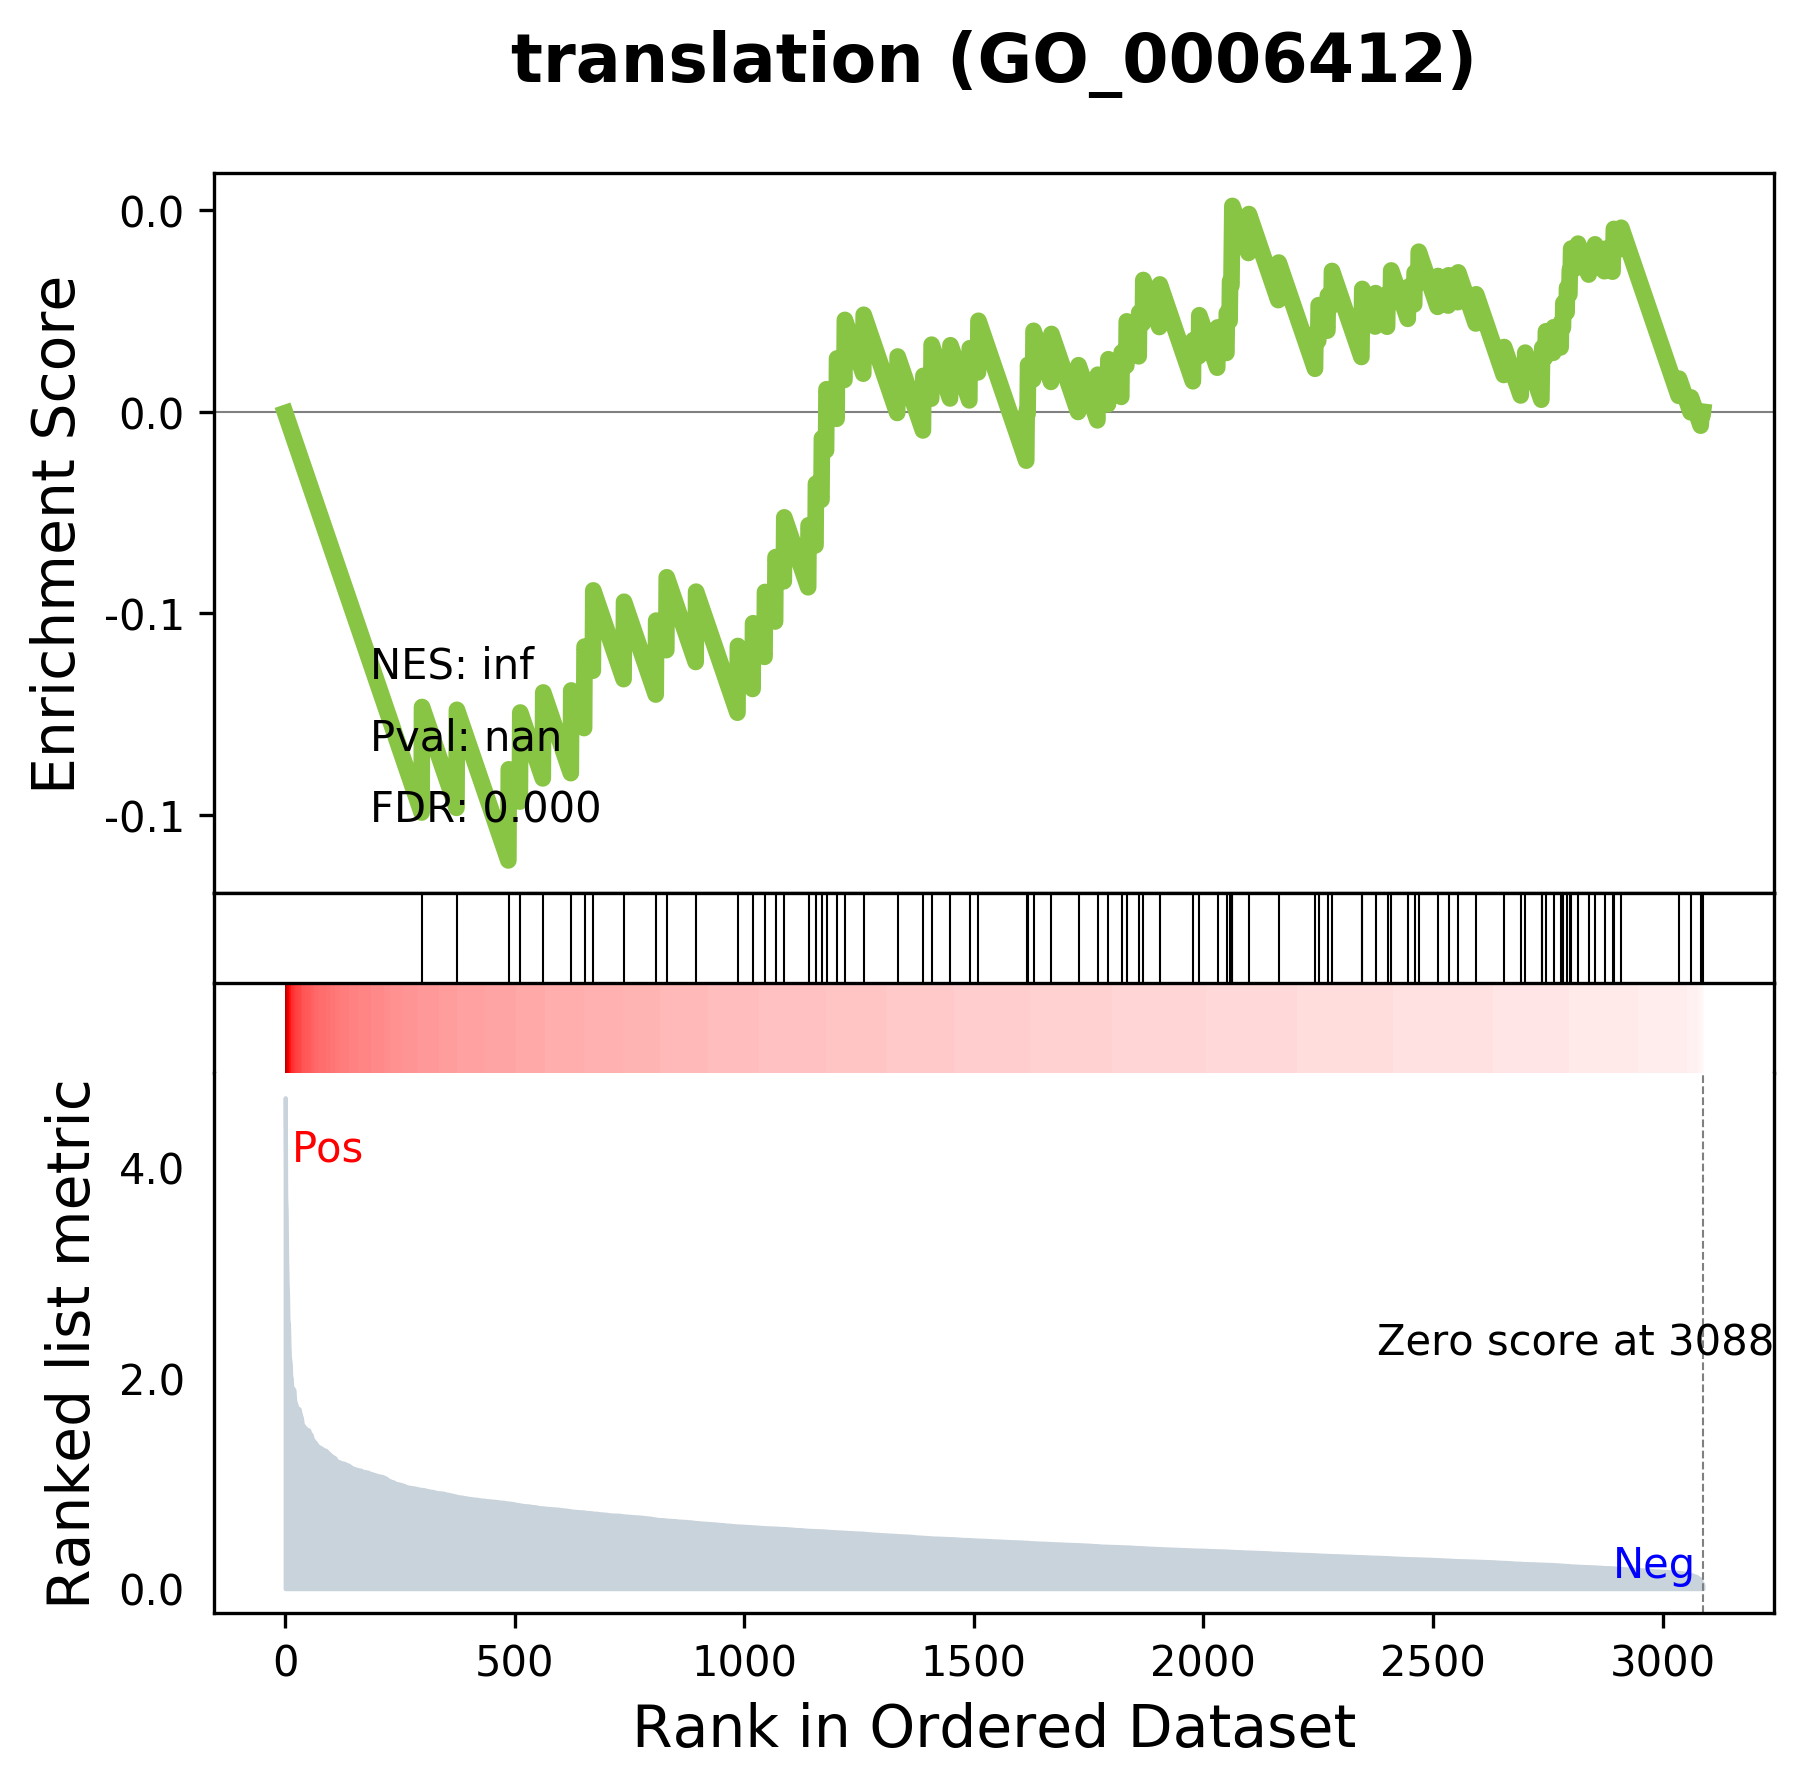 translation (GO_0006412)
Enrichment Score
0.0
0.0
-0.1
-0.1
NES: inf
Pval: nan
FDR: 0.000
Ranked list metric
4.0
2.0
0.0
Pos
Zero score at 3088
Neg
0 500 1000 1500 2000 2500 3000
Rank in Ordered Dataset